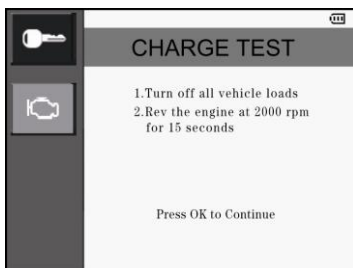 CHARGE TEST
1.Turn off all vehicle loads
2.Rev the engine at 2000 rpm
for 15 seconds
Press OK to Continue